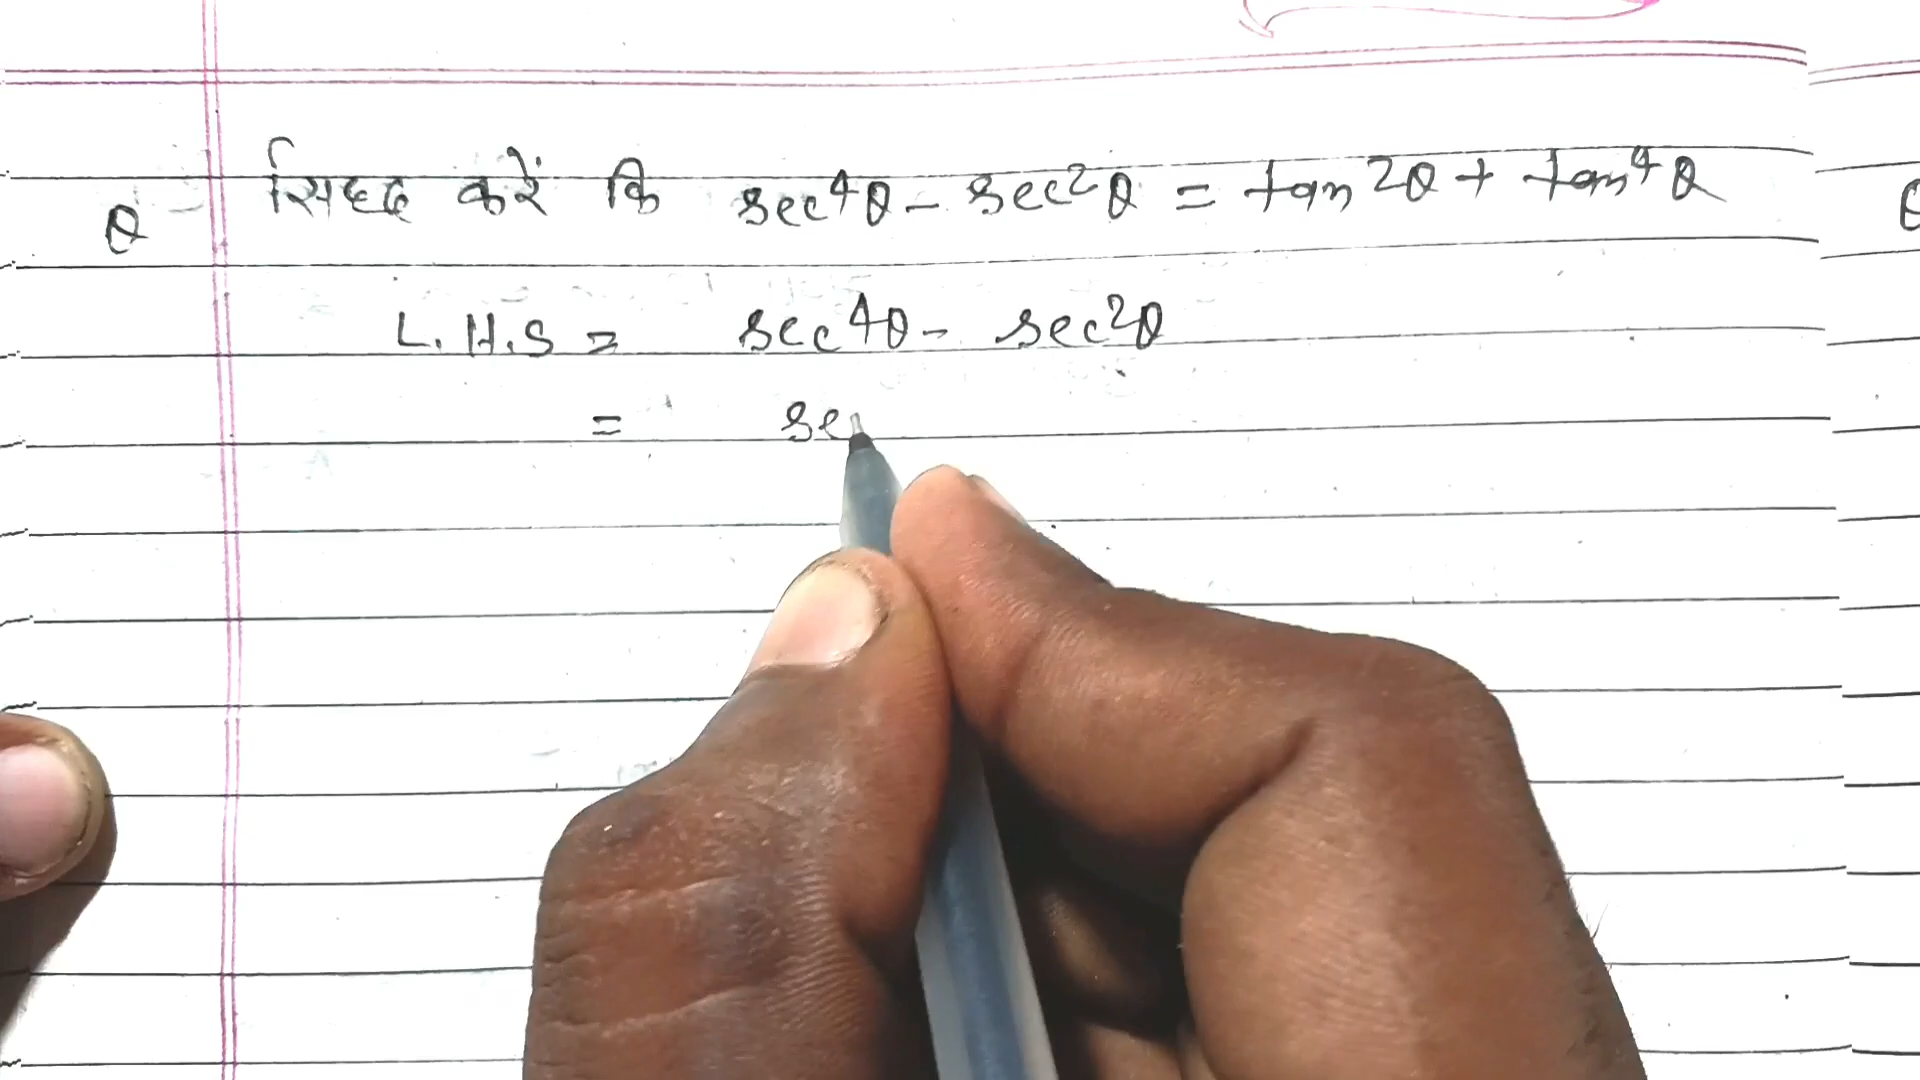 Q सिद्ध करें कि sec⁴θ - sec²θ = tan²θ + tan⁴θ
L.H.S = sec⁴θ - sec²θ
= se